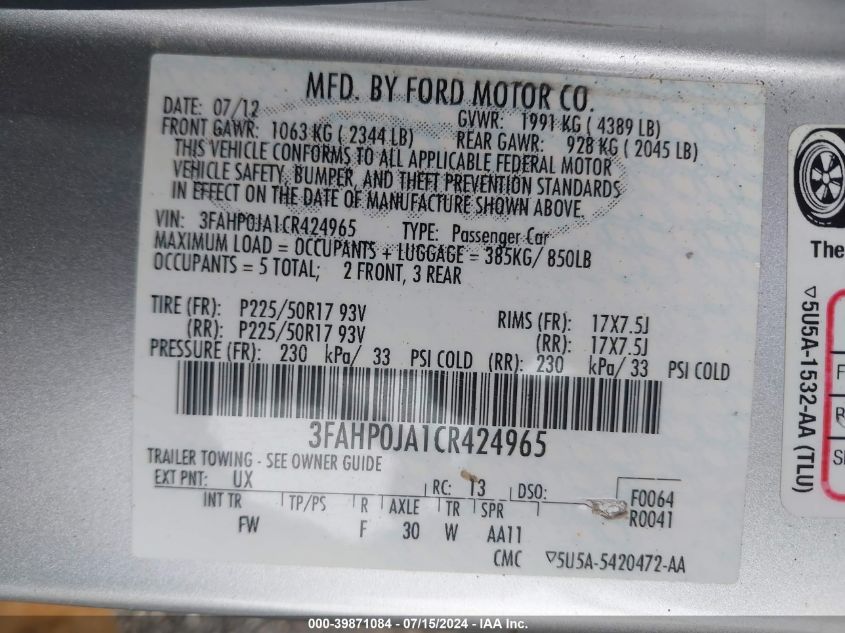 MFD. BY FORD MOTOR CO.
DATE: 07/12 GVWR: 1991 KG ( 4389 LB)
FRONT GAWR: 1063 KG ( 2344 LB) REAR GAWR: 928 KG ( 2045 LB)
THIS VEHICLE CONFORMS TO ALL APPLICABLE FEDERAL MOTOR
VEHICLE SAFETY, BUMPER, AND THEFT PREVENTION STANDARDS
IN EFFECT ON THE DATE OF MANUFACTURE SHOWN ABOVE.
VIN: 3FAHP0JA1CR424965 TYPE: Passenger Car
MAXIMUM LOAD = OCCUPANTS + LUGGAGE = 385KG/ 850LB
OCCUPANTS = 5 TOTAL; 2 FRONT, 3 REAR
TIRE (FR): P225/50R17 93V RIMS (FR): 17X7.5J
(RR): P225/50R17 93V (RR): 17X7.5J
PRESSURE (FR): 230 kPa/ 33 PSI COLD (RR): 230 kPa/ 33 PSI COLD
3FAHP0JA1CR424965
TRAILER TOWING - SEE OWNER GUIDE
EXT PNT: UX RC: 13 DSO: F0064
INT TR TP/PS R AXLE TR SPR R0041
FW F 30 W AA11
CMC ▽5U5A-5420472-AA
The
▽5U5A-1532-AA (TLU)
F
R
000-39871084 - 07/15/2024 - IAA Inc.